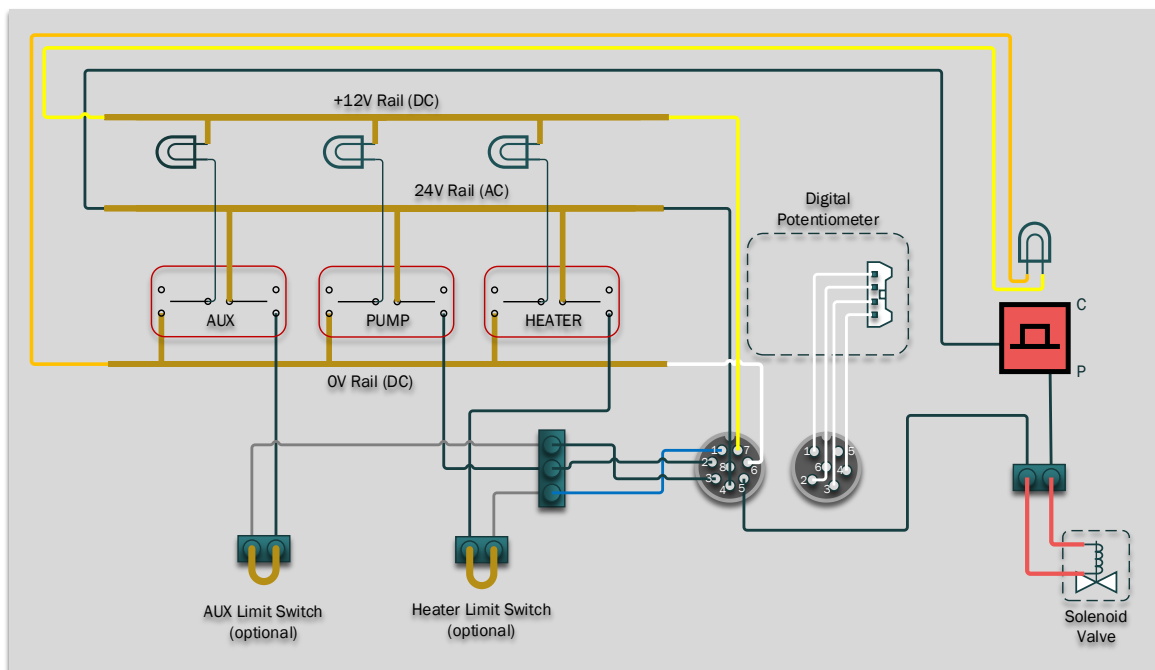 +12V Rail (DC)
24V Rail (AC)
Digital
Potentiometer
C
AUX
PUMP
HEATER
P
0V Rail (DC)
1
7
2
8
6
3
4
5
1
5
6
4
2
3
AUX Limit Switch
(optional)
Heater Limit Switch
(optional)
Solenoid
Valve